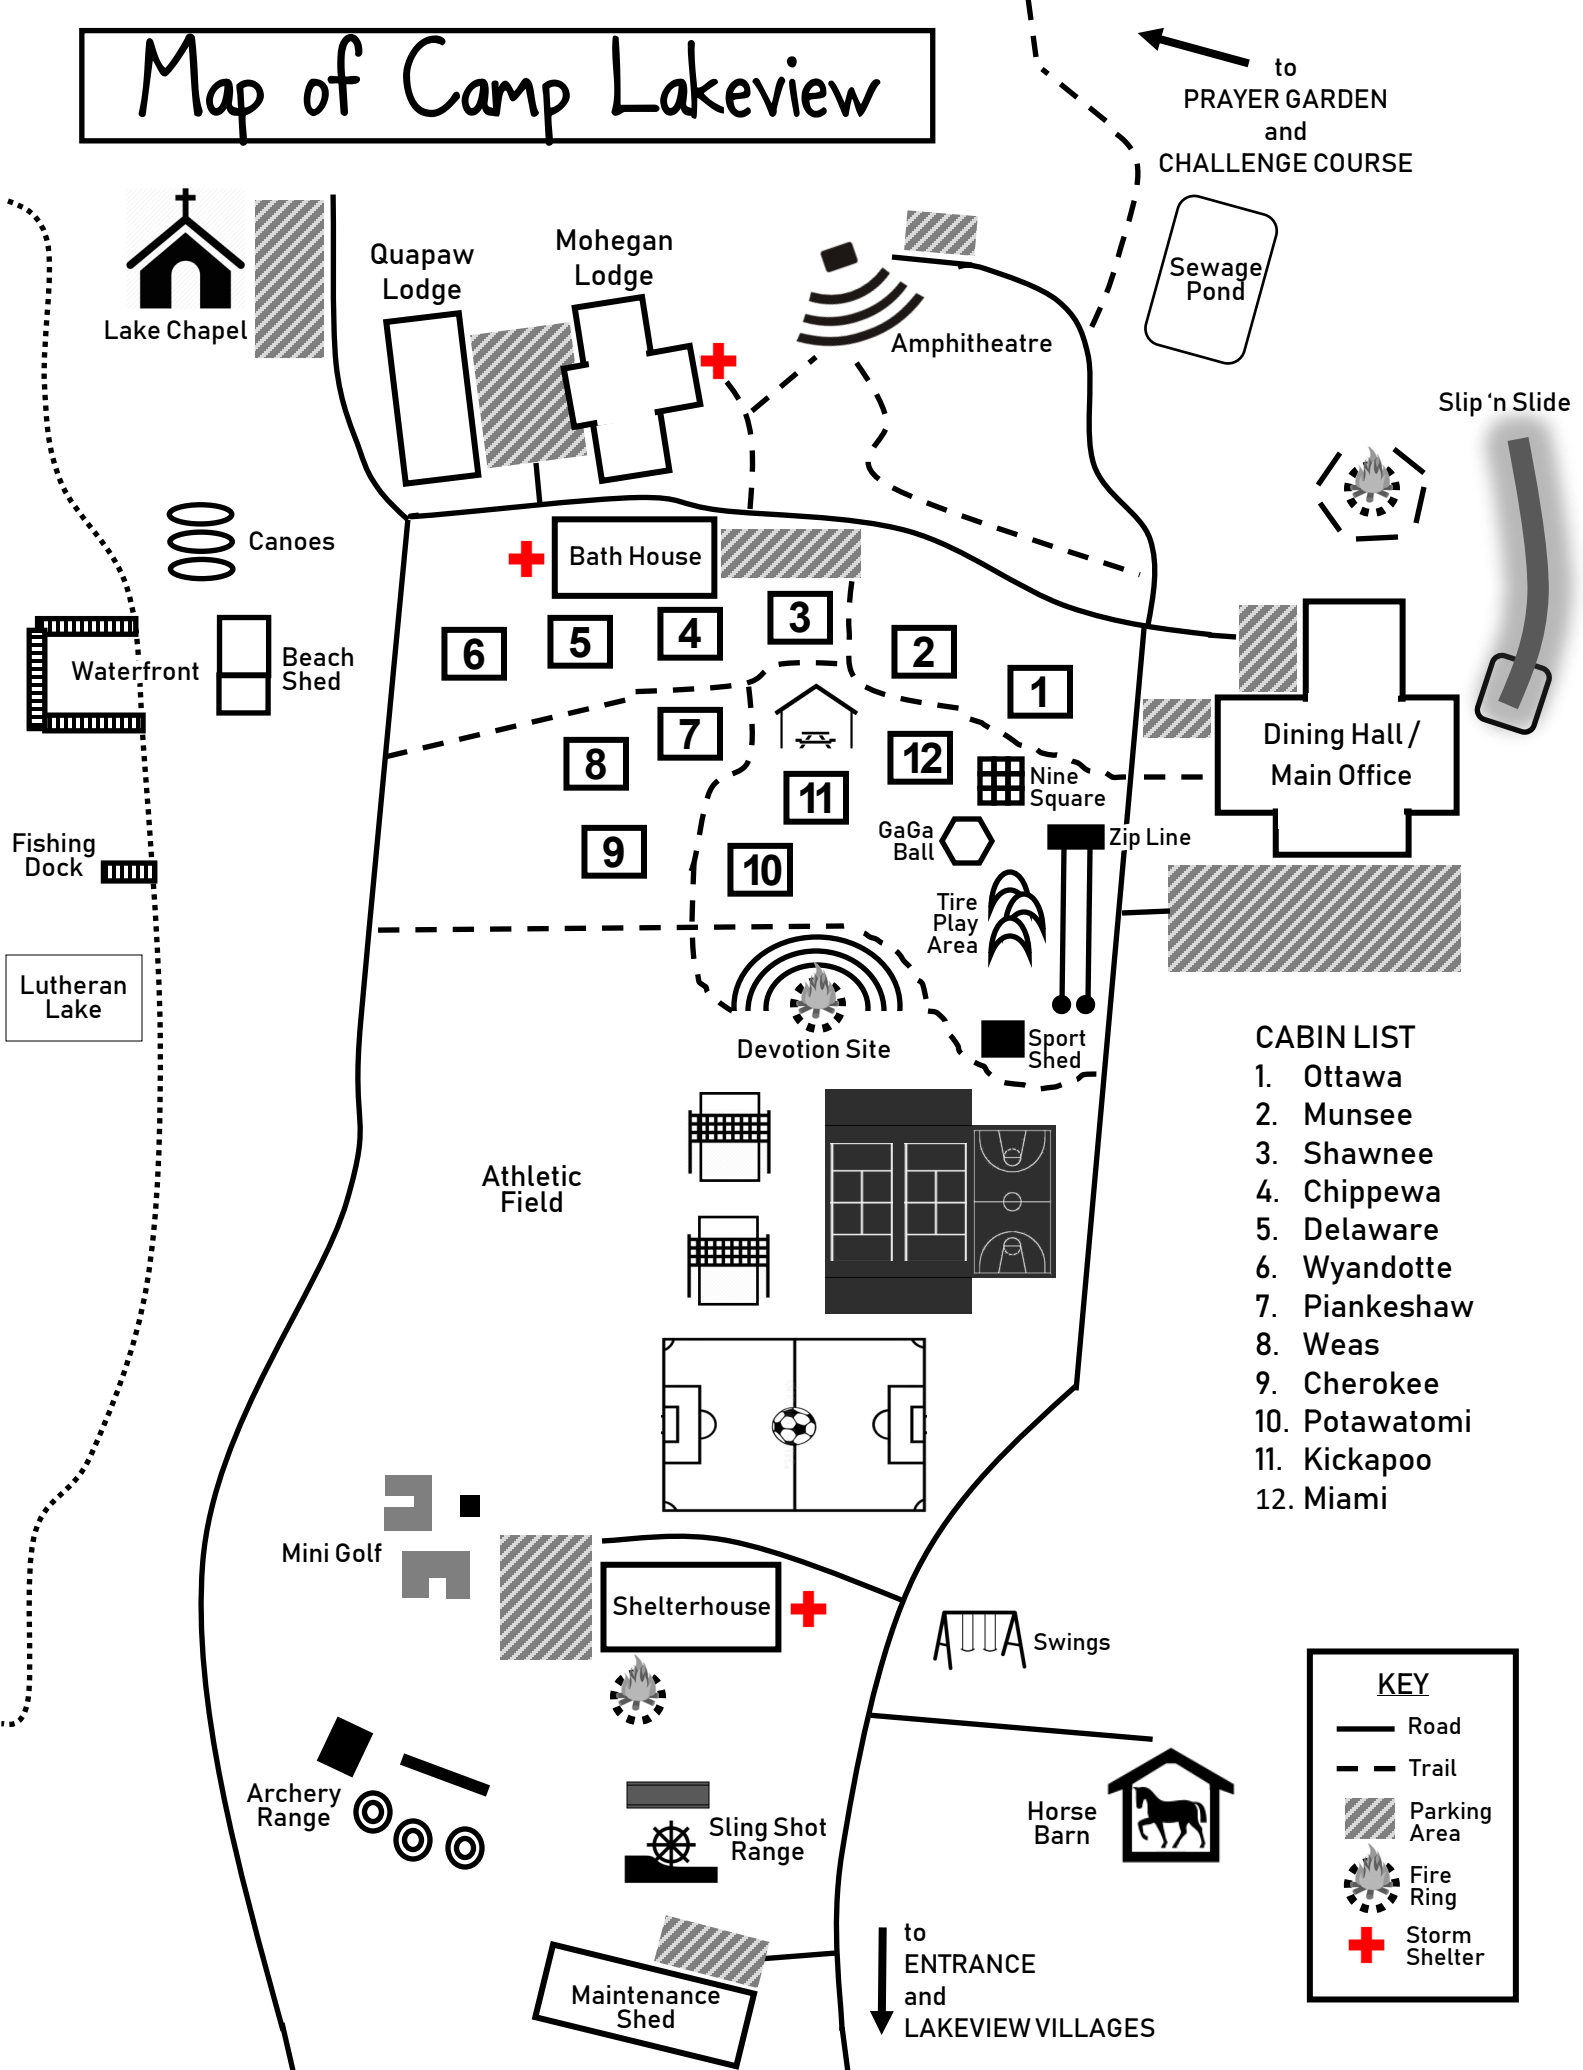 Map of Camp Lakeview
to
PRAYER GARDEN
and
CHALLENGE COURSE
Quapaw
Lodge
Mohegan
Lodge
Lake Chapel
Amphitheatre
Sewage
Pond
Slip ‘n Slide
Canoes
Bath House
Beach
Shed
Waterfront
6
5
4
3
2
1
7
8
9
10
11
12
Nine
Square
GaGa
Ball
Zip Line
Dining Hall /
Main Office
Fishing
Dock
Tire
Play
Area
Lutheran
Lake
Devotion Site
Sport
Shed
Athletic
Field
CABIN LIST
1. Ottawa
2. Munsee
3. Shawnee
4. Chippewa
5. Delaware
6. Wyandotte
7. Piankeshaw
8. Weas
9. Cherokee
10. Potawatomi
11. Kickapoo
12. Miami
Mini Golf
Shelterhouse
Swings
Archery
Range
Sling Shot
Range
Horse
Barn
Maintenance
Shed
to
ENTRANCE
and
LAKEVIEW VILLAGES
KEY
Road
Trail
Parking
Area
Fire
Ring
Storm
Shelter